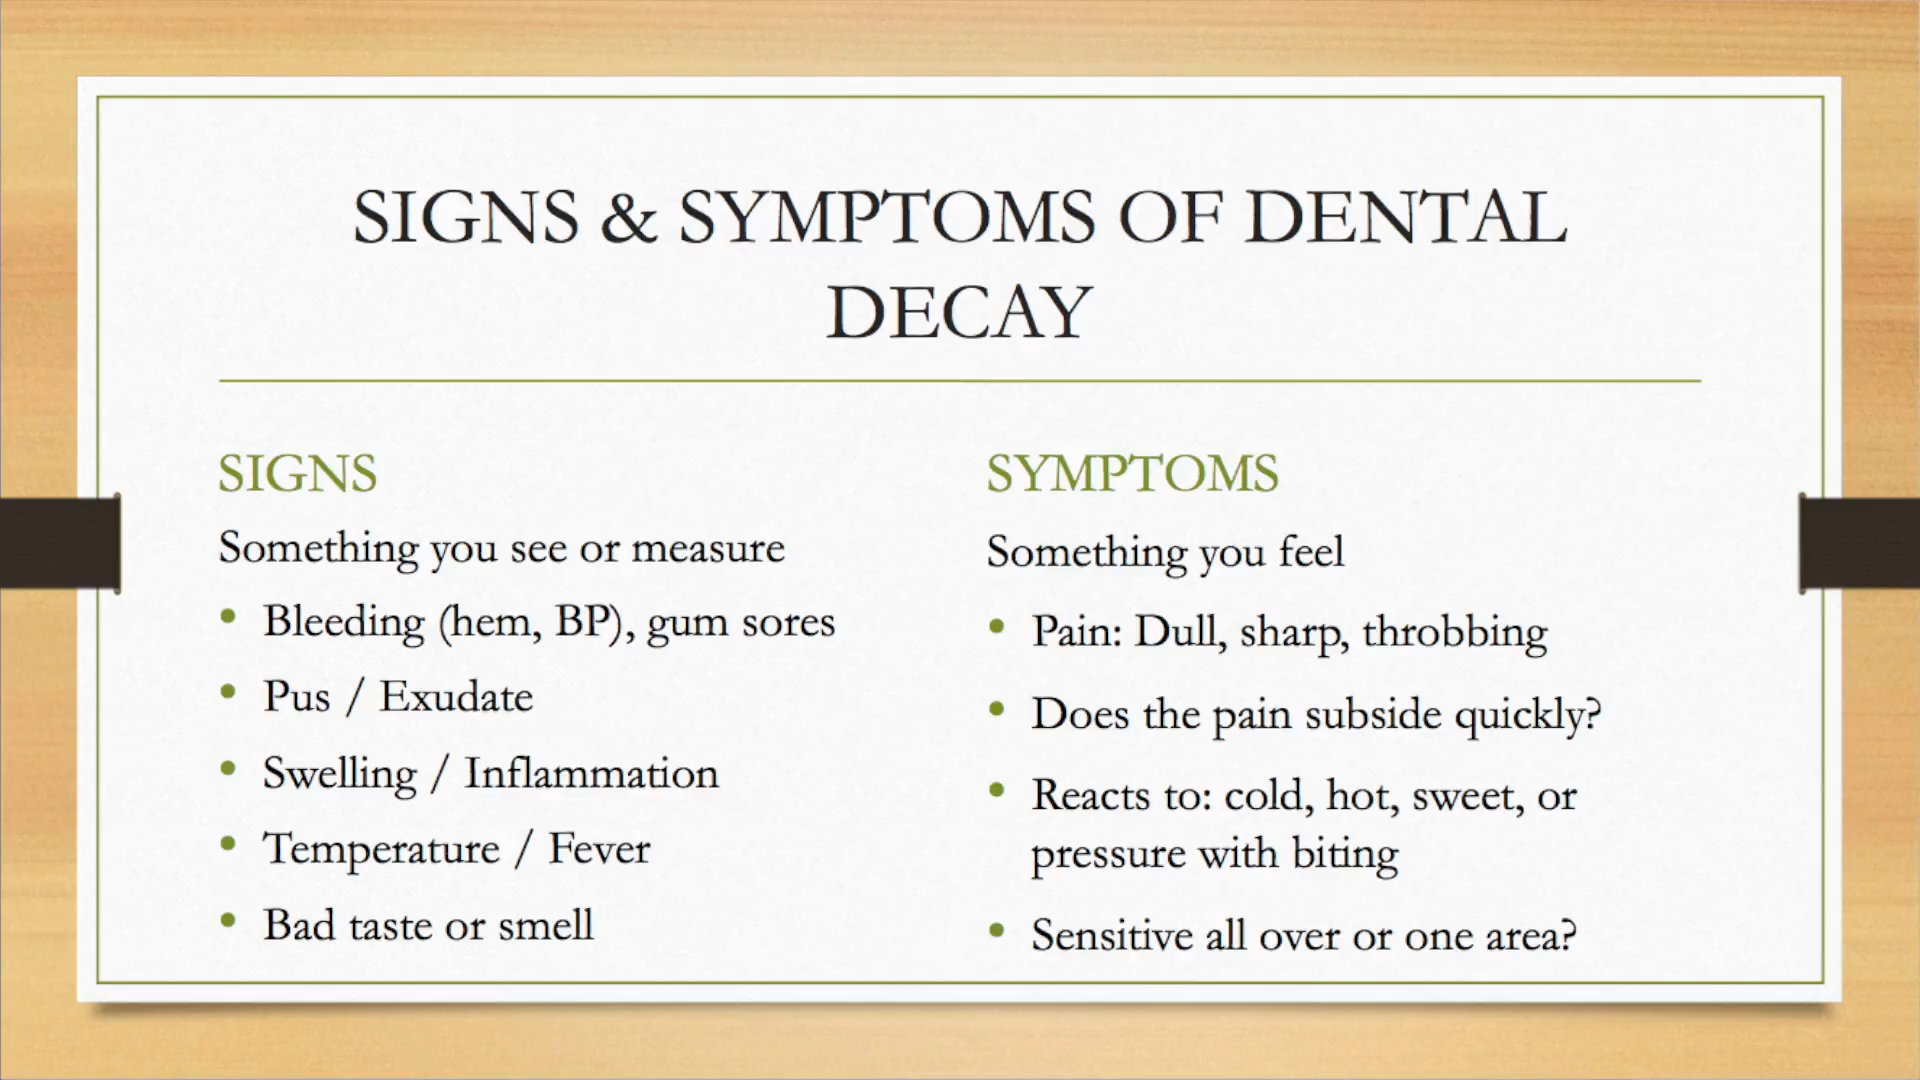 SIGNS & SYMPTOMS OF DENTAL
DECAY
SIGNS
Something you see or measure
• Bleeding (hem, BP), gum sores
• Pus / Exudate
• Swelling / Inflammation
• Temperature / Fever
• Bad taste or smell
SYMPTOMS
Something you feel
• Pain: Dull, sharp, throbbing
• Does the pain subside quickly?
• Reacts to: cold, hot, sweet, or
pressure with biting
• Sensitive all over or one area?